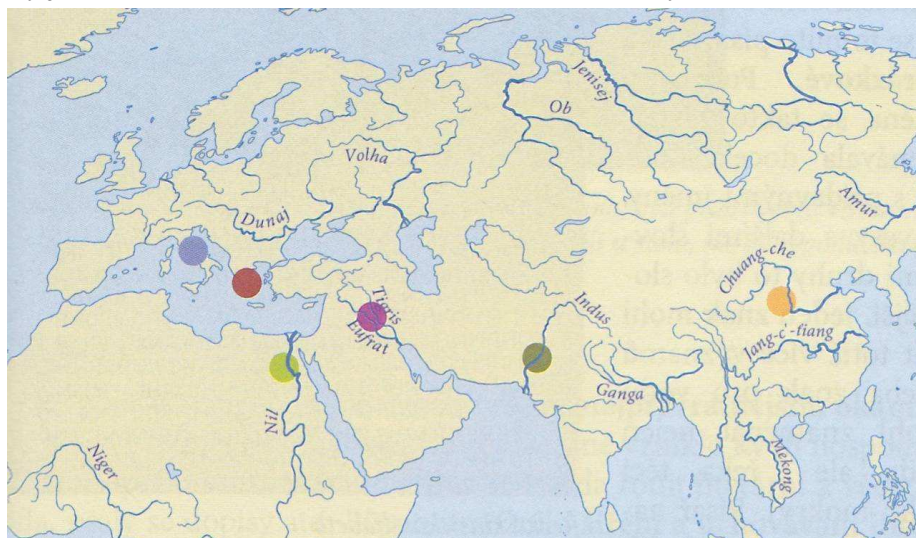 Jenisej
Ob
Volha
Amur
Dunaj
Chuang-che
Tigris
Eufrat
Indus
Jang-c'-ťiang
Ganga
Nil
Niger
Mekong